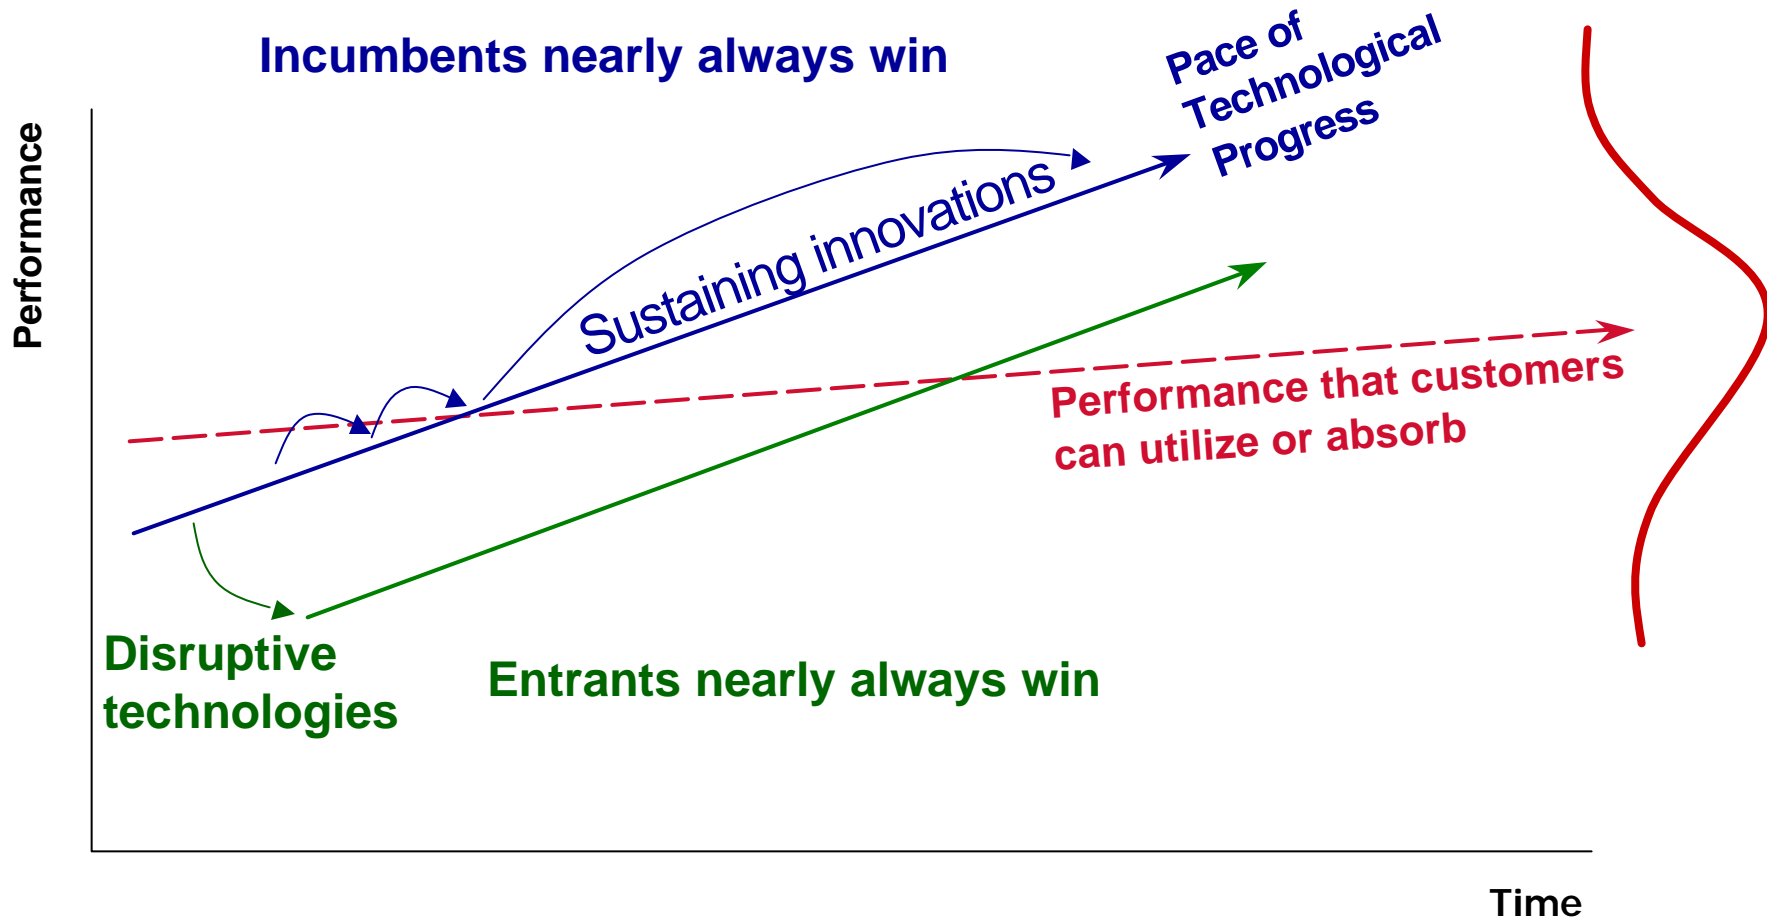 Incumbents nearly always win
Pace of
Technological
Progress
Performance
Sustaining innovations
Performance that customers
can utilize or absorb
Disruptive
technologies
Entrants nearly always win
Time